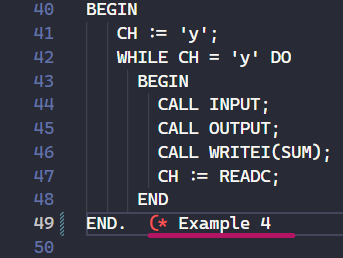 40 BEGIN
41 CH := 'y';
42 WHILE CH = 'y' DO
43 BEGIN
44 CALL INPUT;
45 CALL OUTPUT;
46 CALL WRITEI(SUM);
47 CH := READC;
48 END
49 END. (* Example 4
50